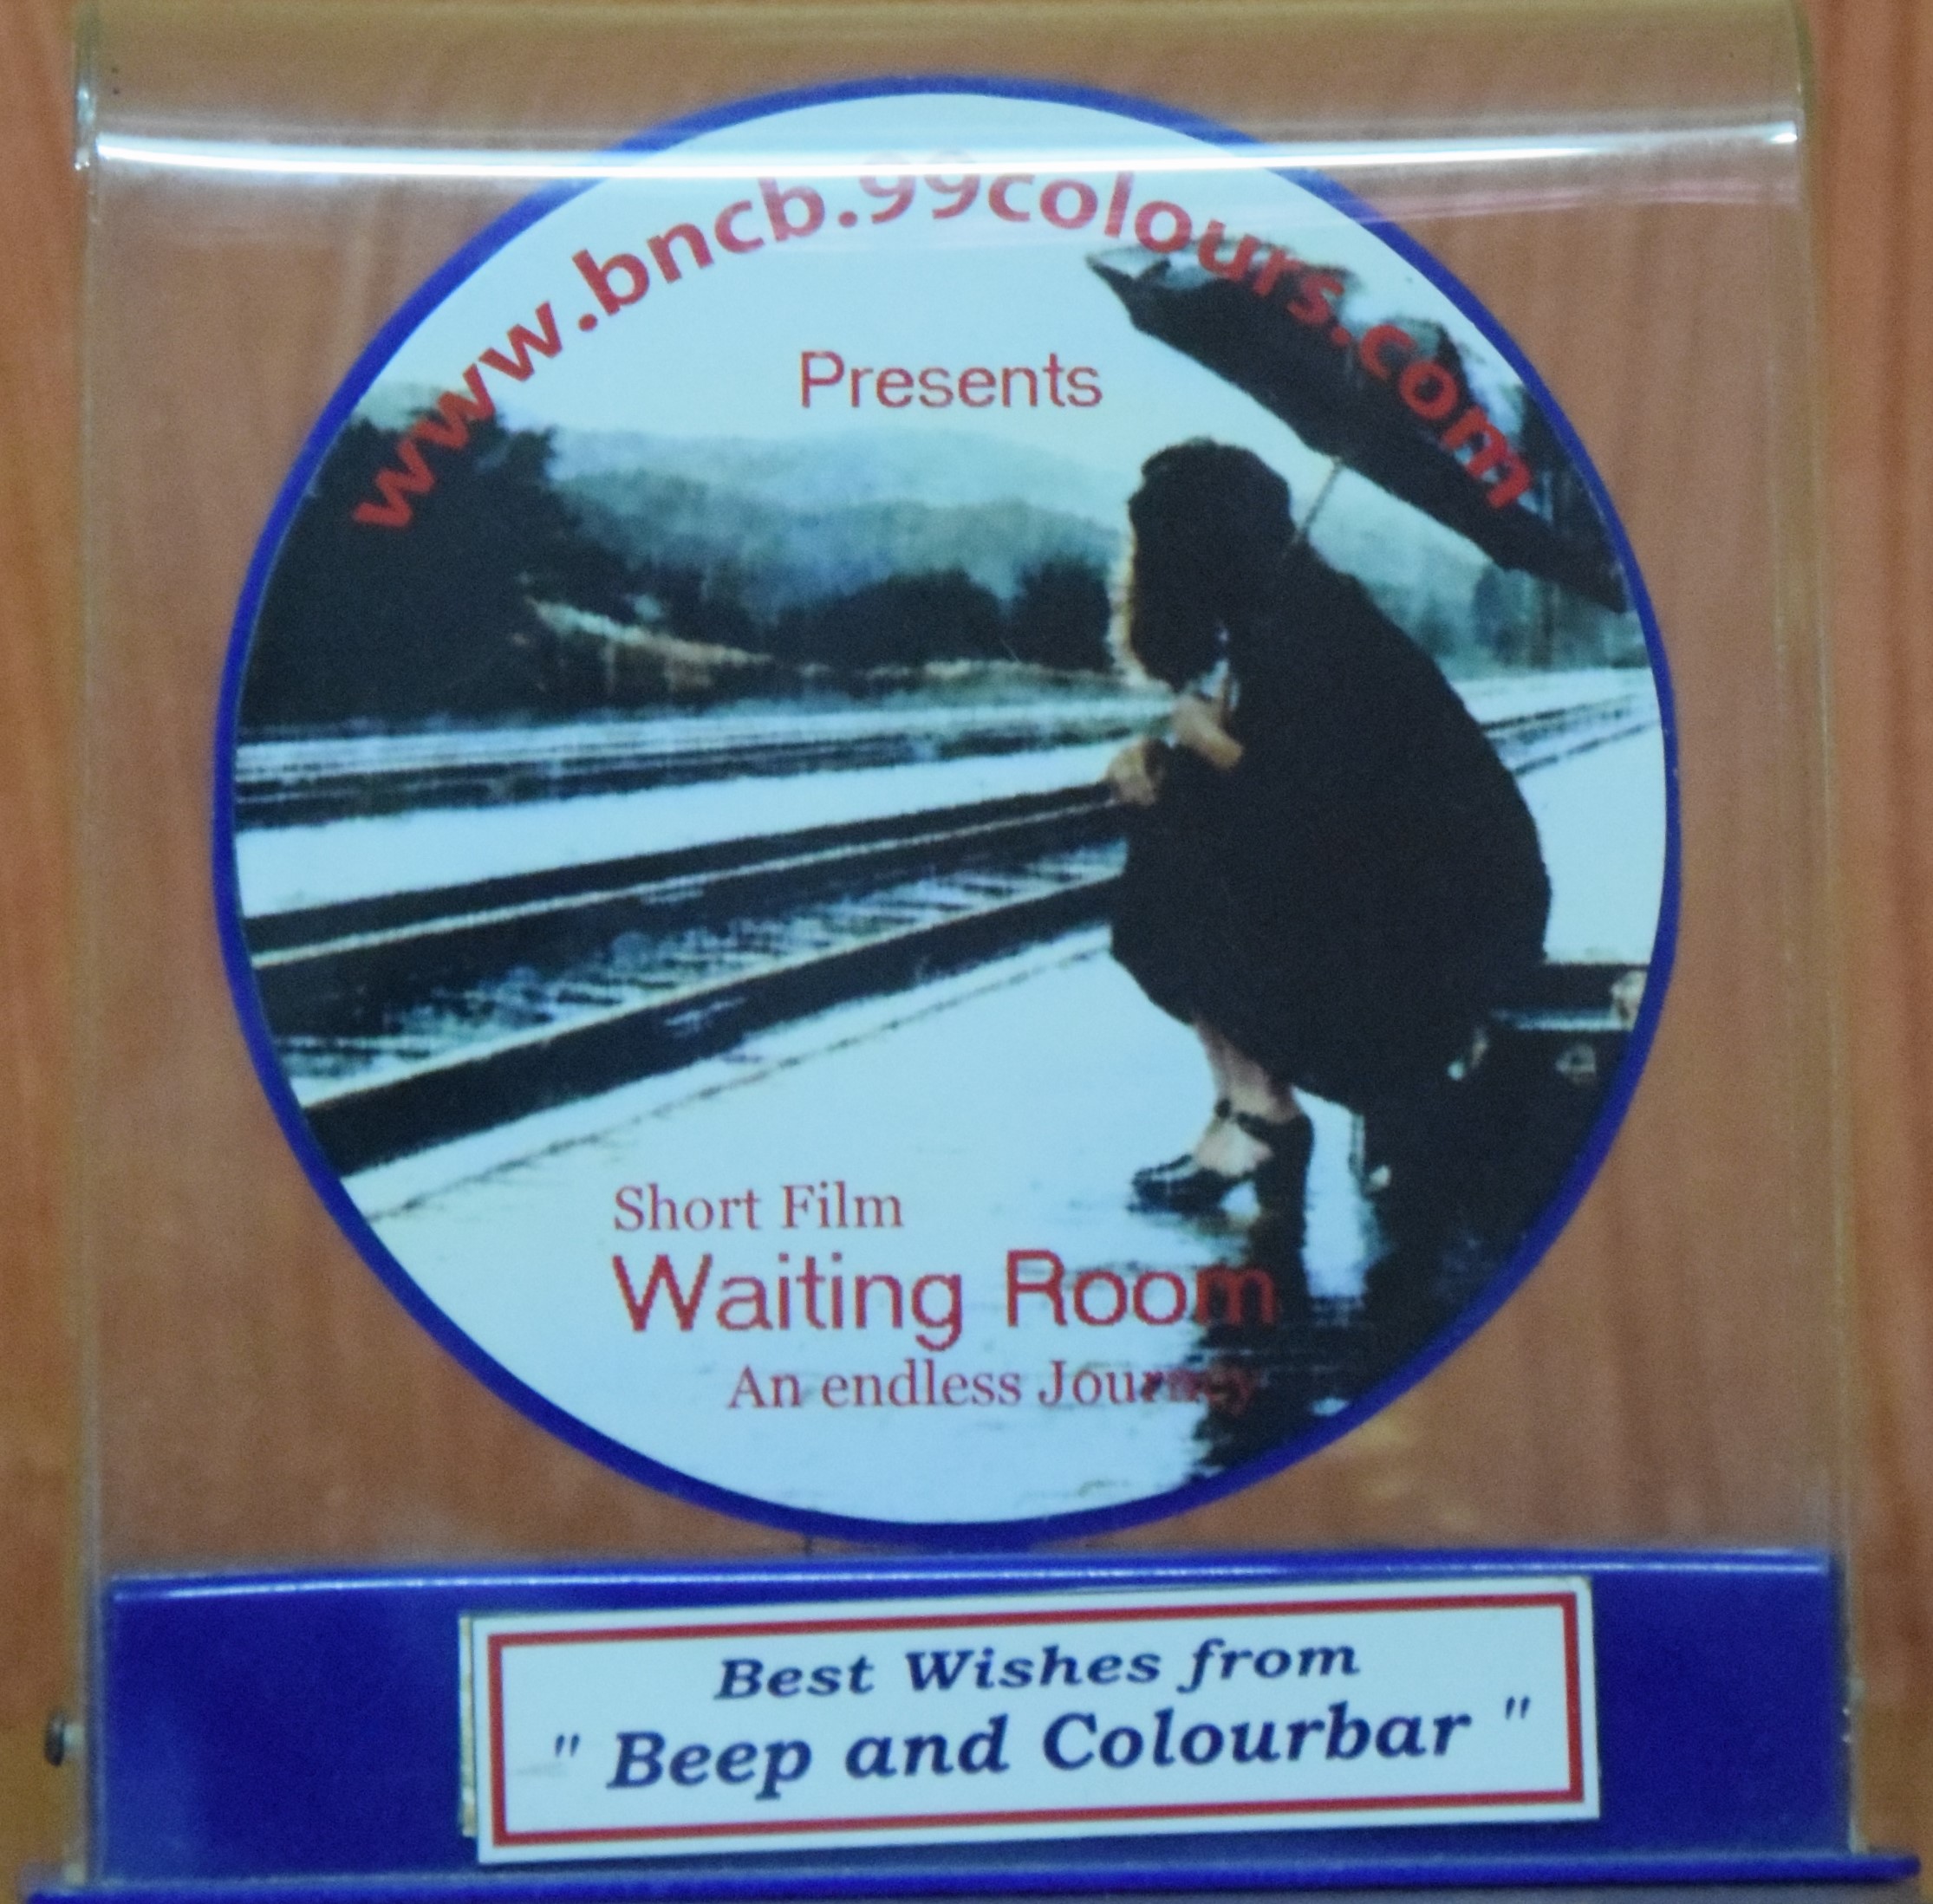 www.bncb.99colours.com
Presents
Short Film
Waiting Room
An endless Journey
Best Wishes from
" Beep and Colourbar "